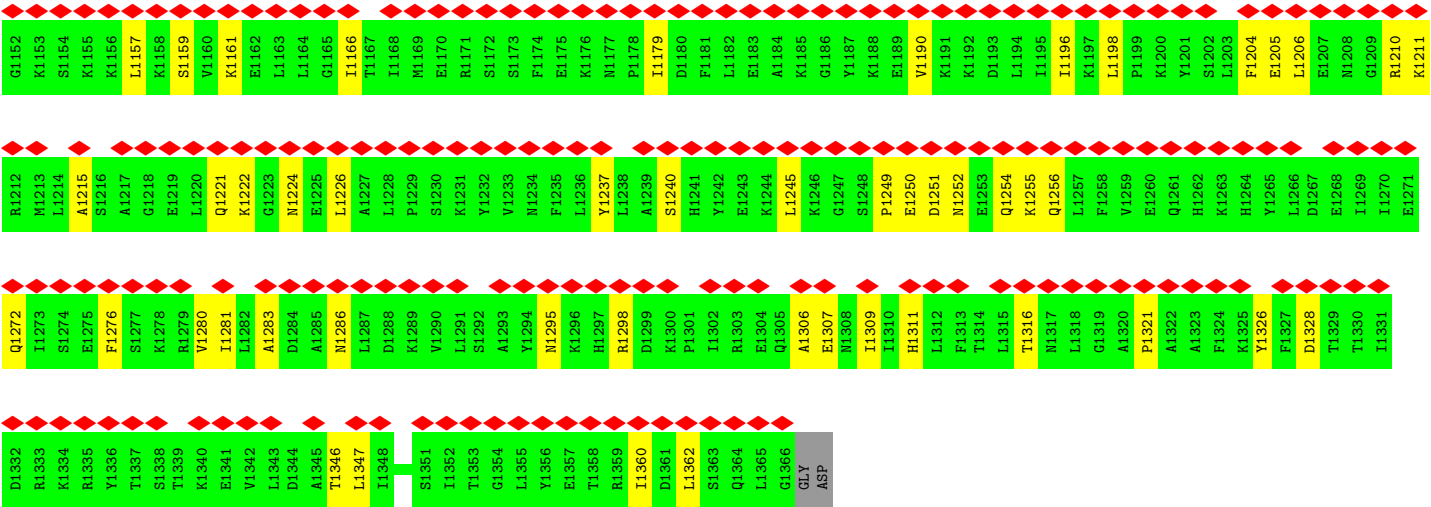 G1152 K1153 S1154 K1155 K1156 L1157 K1158 S1159 V1160 K1161 E1162 L1163 L1164 G1165 I1166 T1167 I1168 M1169 E1170 R1171 S1172 S1173 F1174 E1175 K1176 N1177 P1178 I1179 D1180 F1181 L1182 E1183 A1184 K1185 G1186 Y1187 K1188 E1189 V1190 K1191 K1192 D1193 L1194 I1195 I1196 K1197 L1198 P1199 K1200 Y1201 S1202 L1203 F1204 E1205 L1206 E1207 N1208 G1209 R1210 K1211
R1212 M1213 L1214 A1215 S1216 A1217 G1218 E1219 L1220 Q1221 K1222 G1223 N1224 E1225 L1226 A1227 L1228 P1229 S1230 K1231 Y1232 V1233 N1234 F1235 L1236 Y1237 L1238 A1239 S1240 H1241 Y1242 E1243 K1244 L1245 K1246 G1247 S1248 P1249 E1250 D1251 N1252 E1253 Q1254 K1255 Q1256 L1257 F1258 V1259 E1260 Q1261 H1262 K1263 H1264 Y1265 L1266 D1267 E1268 I1269 I1270 E1271
Q1272 I1273 S1274 E1275 F1276 S1277 K1278 R1279 V1280 I1281 L1282 A1283 D1284 A1285 N1286 L1287 D1288 K1289 V1290 L1291 S1292 A1293 Y1294 N1295 K1296 H1297 R1298 D1299 K1300 P1301 I1302 R1303 E1304 Q1305 A1306 E1307 N1308 I1309 I1310 H1311 L1312 F1313 T1314 L1315 T1316 N1317 L1318 G1319 A1320 P1321 A1322 A1323 F1324 K1325 Y1326 F1327 D1328 T1329 T1330 I1331
D1332 R1333 K1334 R1335 Y1336 T1337 S1338 T1339 K1340 E1341 V1342 L1343 D1344 A1345 T1346 L1347 I1348 S1351 I1352 T1353 G1354 L1355 Y1356 E1357 T1358 R1359 I1360 D1361 L1362 S1363 Q1364 L1365 G1366 GLY ASP